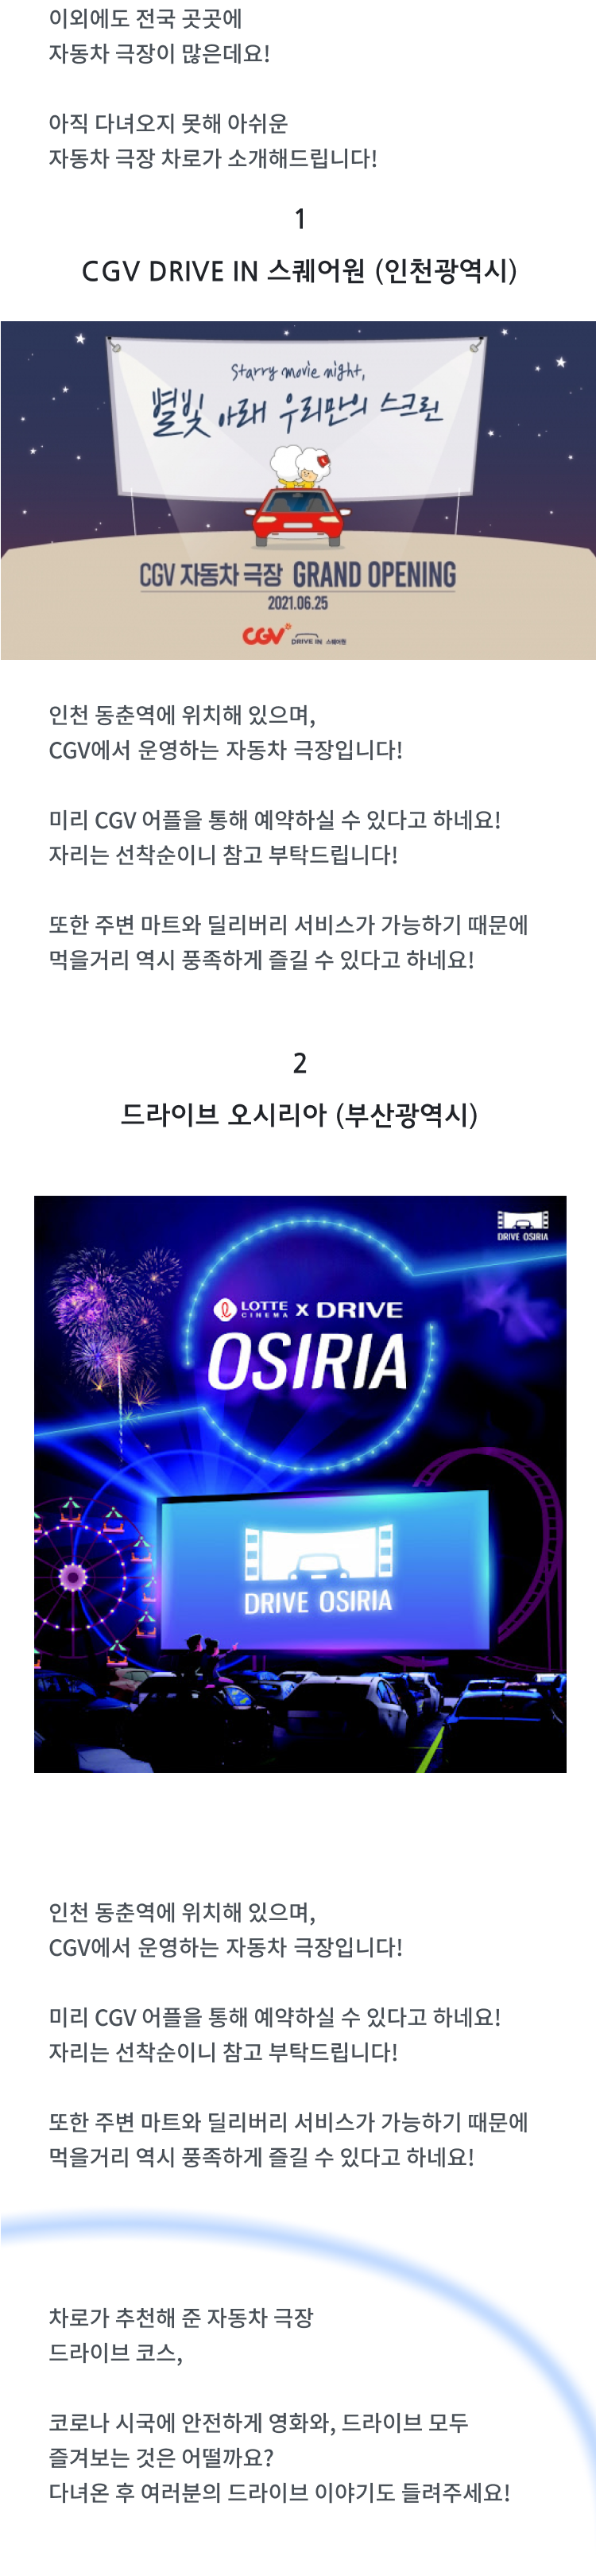 이외에도 전국 곳곳에
자동차 극장이 많은데요!
아직 다녀오지 못해 아쉬운
자동차 극장 차로가 소개해드립니다!
1
CGV DRIVE IN 스퀘어원 (인천광역시)
Starry movie night,
별빛 아래 우리만의 스크린
CGV 자동차 극장 GRAND OPENING
2021.06.25
CGV DRIVE IN 스퀘어원
인천 동춘역에 위치해 있으며,
CGV에서 운영하는 자동차 극장입니다!
미리 CGV 어플을 통해 예약하실 수 있다고 하네요!
자리는 선착순이니 참고 부탁드립니다!
또한 주변 마트와 딜리버리 서비스가 가능하기 때문에
먹을거리 역시 풍족하게 즐길 수 있다고 하네요!
2
드라이브 오시리아 (부산광역시)
DRIVE OSIRIA
LOTTE CINEMA X DRIVE
OSIRIA
DRIVE OSIRIA
인천 동춘역에 위치해 있으며,
CGV에서 운영하는 자동차 극장입니다!
미리 CGV 어플을 통해 예약하실 수 있다고 하네요!
자리는 선착순이니 참고 부탁드립니다!
또한 주변 마트와 딜리버리 서비스가 가능하기 때문에
먹을거리 역시 풍족하게 즐길 수 있다고 하네요!
차로가 추천해 준 자동차 극장
드라이브 코스,
코로나 시국에 안전하게 영화와, 드라이브 모두
즐겨보는 것은 어떨까요?
다녀온 후 여러분의 드라이브 이야기도 들려주세요!